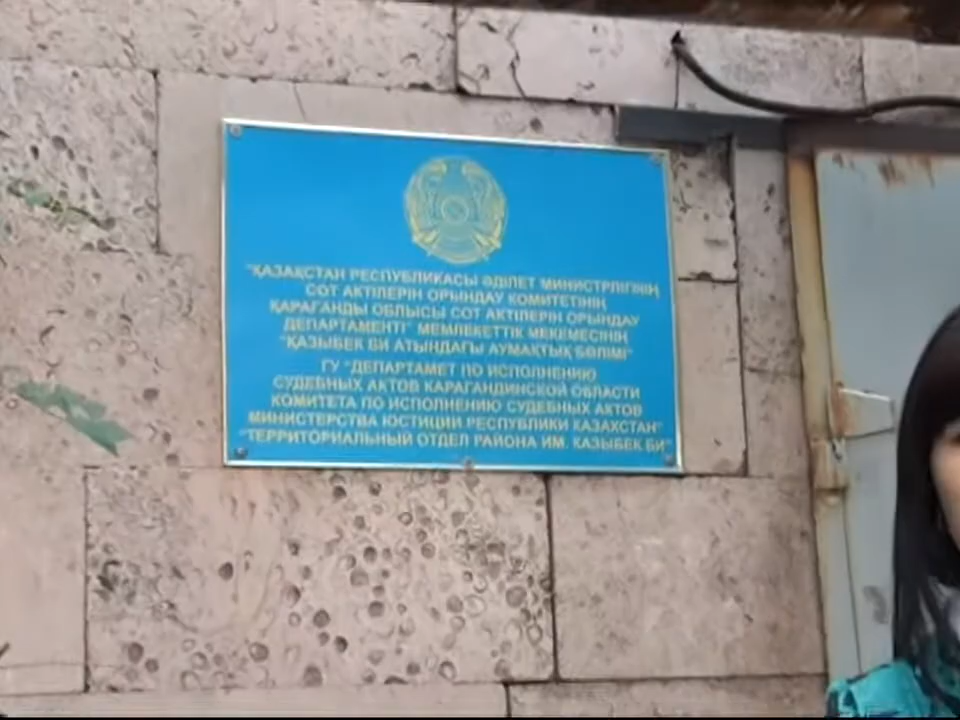 "ҚАЗАҚСТАН РЕСПУБЛИКАСЫ ӘДІЛЕТ МИНИСТРЛІГІНІҢ
СОТ АКТІЛЕРІН ОРЫНДАУ КОМИТЕТІНІҢ
ҚАРАҒАНДЫ ОБЛЫСЫ СОТ АКТІЛЕРІН ОРЫНДАУ
ДЕПАРТАМЕНТІ" МЕМЛЕКЕТТІК МЕКЕМЕСІНІҢ
"ҚАЗЫБЕК БИ АТЫНДАҒЫ АУМАҚТЫҚ БӨЛІМІ"
ГУ "ДЕПАРТАМЕТ ПО ИСПОЛНЕНИЮ
СУДЕБНЫХ АКТОВ КАРАГАНДИНСКОЙ ОБЛАСТИ
КОМИТЕТА ПО ИСПОЛНЕНИЮ СУДЕБНЫХ АКТОВ
МИНИСТЕРСТВА ЮСТИЦИИ РЕСПУБЛИКИ КАЗАХСТАН"
"ТЕРРИТОРИАЛЬНЫЙ ОТДЕЛ РАЙОНА ИМ. КАЗЫБЕК БИ"